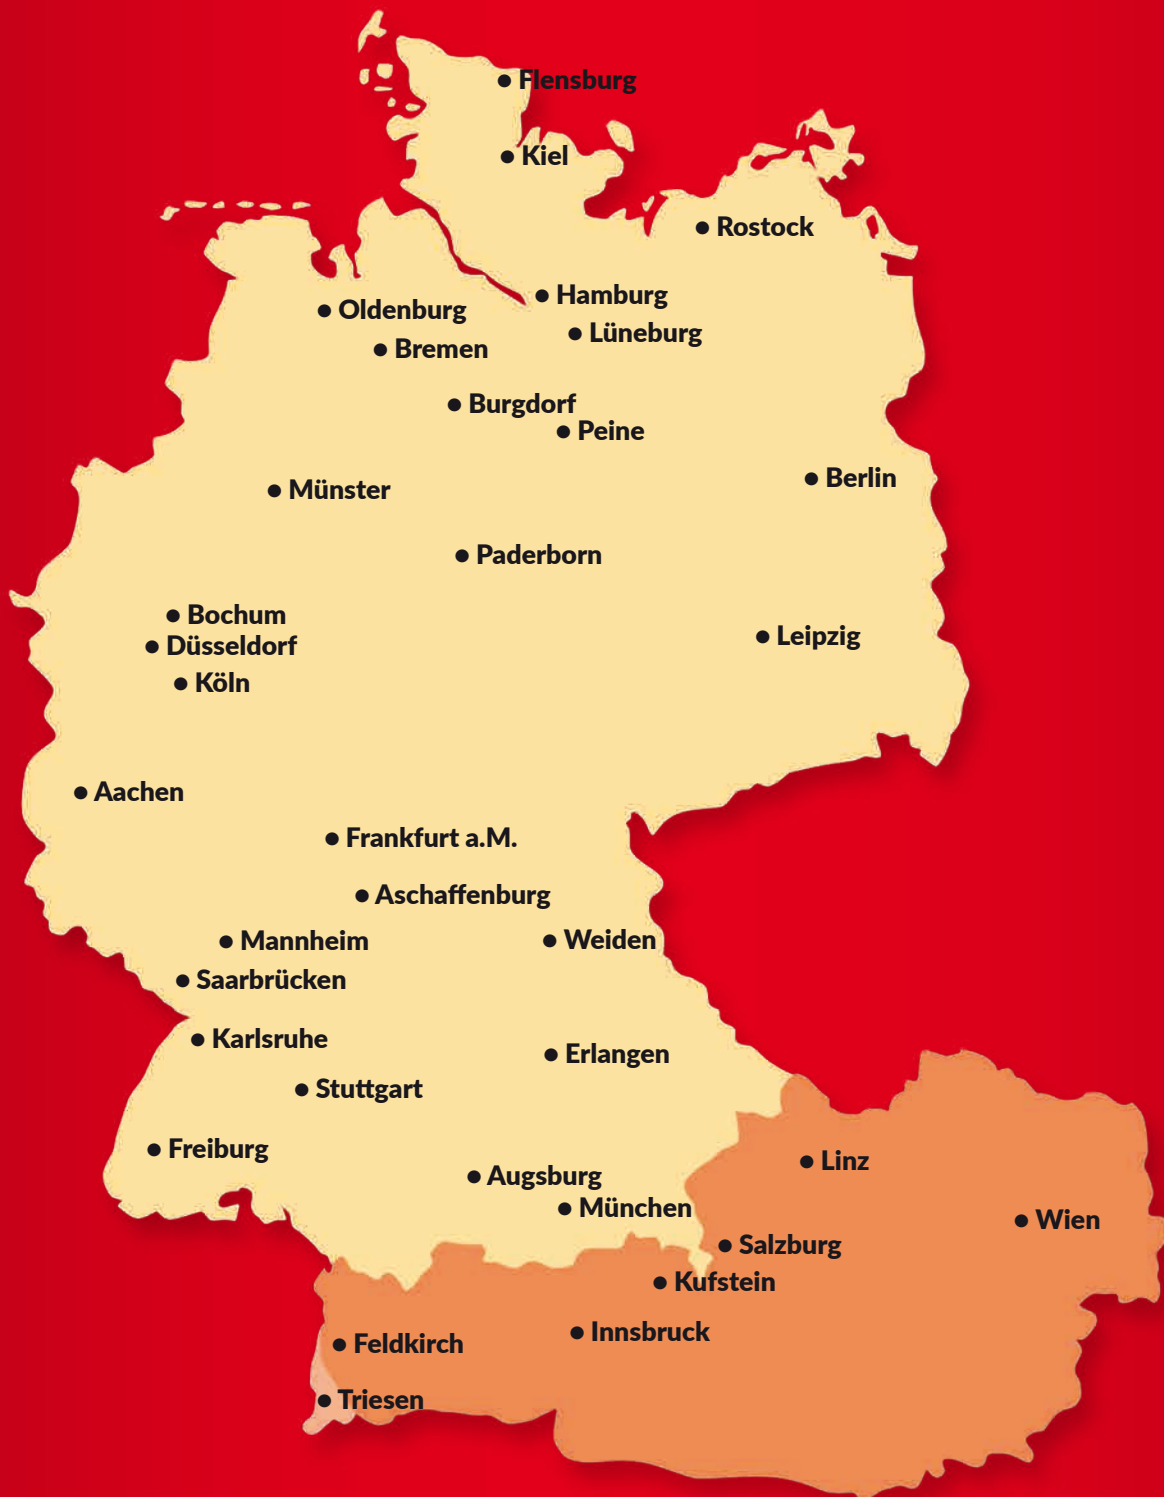 Flensburg
Kiel
Rostock
Hamburg
Oldenburg
Lüneburg
Bremen
Burgdorf
Peine
Berlin
Münster
Paderborn
Bochum
Leipzig
Düsseldorf
Köln
Aachen
Frankfurt a.M.
Aschaffenburg
Mannheim
Weiden
Saarbrücken
Karlsruhe
Erlangen
Stuttgart
Freiburg
Linz
Augsburg
München
Wien
Salzburg
Kufstein
Innsbruck
Feldkirch
Triesen